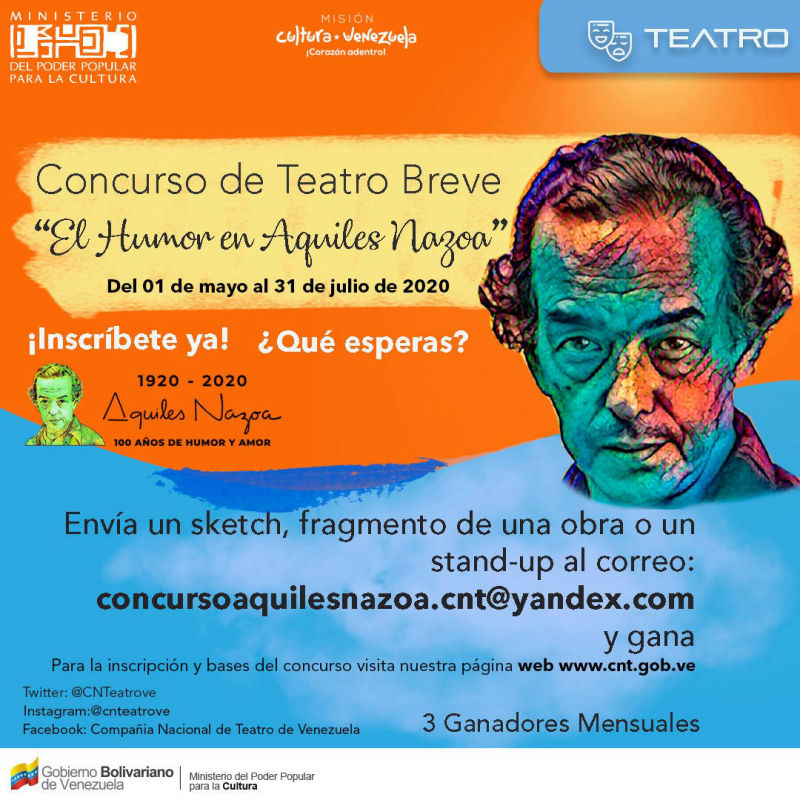 MINISTERIO
DEL PODER POPULAR
PARA LA CULTURA
MISIÓN
Cultura ★ Venezuela
¡Corazón adentro!
TEATRO
Concurso de Teatro Breve
“El Humor en Aquiles Nazoa”
Del 01 de mayo al 31 de julio de 2020
¡Inscríbete ya! ¿Qué esperas?
1920 - 2020
Aquiles Nazoa
100 AÑOS DE HUMOR Y AMOR
Envía un sketch, fragmento de una obra o un
stand-up al correo:
concursoaquilesnazoa.cnt@yandex.com
y gana
Para la inscripción y bases del concurso visita nuestra página web www.cnt.gob.ve
Twitter: @CNTeatrove
Instagram:@cnteatrove
Facebook: Compañia Nacional de Teatro de Venezuela
3 Ganadores Mensuales
Gobierno Bolivariano
de Venezuela
Ministerio del Poder Popular
para la Cultura